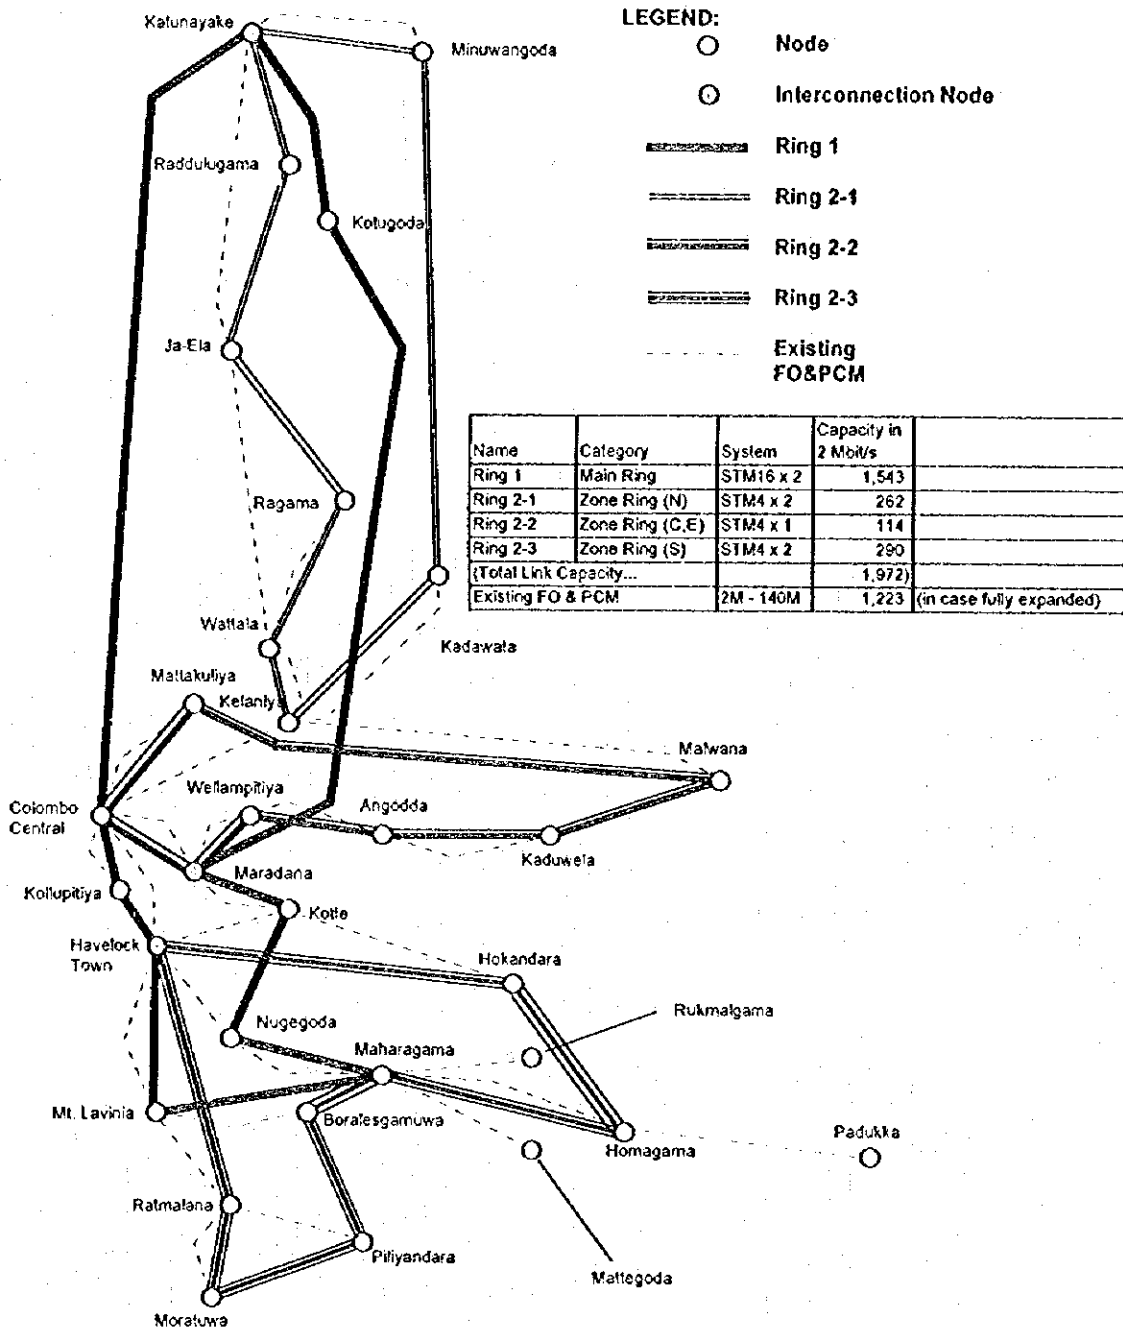 LEGEND:
Node
Interconnection Node
Ring 1
Ring 2-1
Ring 2-2
Ring 2-3
Existing
FO&PCM
Katunayake
Minuwangoda
Raddulugama
Kotugoda
Ja-Ela
Ragama
Name Category System Capacity in 2 Mbit/s
Ring 1 Main Ring STM16 x 2 1,543
Ring 2-1 Zone Ring (N) STM4 x 2 262
Ring 2-2 Zone Ring (C,E) STM4 x 1 114
Ring 2-3 Zone Ring (S) STM4 x 2 290
(Total Link Capacity... 1,972)
Existing FO & PCM 2M - 140M 1,223 (in case fully expanded)
Wattala
Kadawata
Mattakuliya
Kelaniya
Malwana
Wellampitiya
Angodda
Colombo
Central
Kaduwela
Maradana
Kollupitiya
Kotte
Havelock
Town
Hokandara
Rukmalgama
Nugegoda
Maharagama
Mt. Lavinia
Boralesgamuwa
Homagama
Padukka
Ratmalana
Piliyandara
Mattegoda
Moratuwa